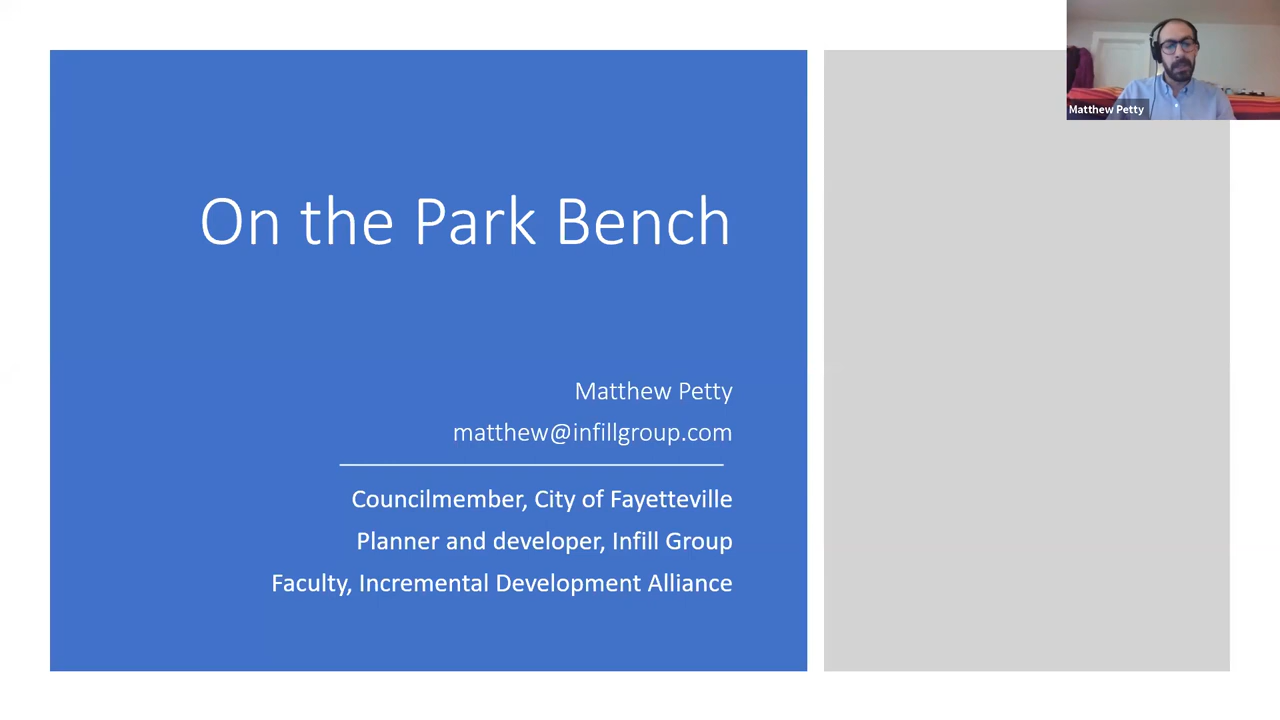 On the Park Bench
Matthew Petty
matthew@infillgroup.com
Councilmember, City of Fayetteville
Planner and developer, Infill Group
Faculty, Incremental Development Alliance
Matthew Petty